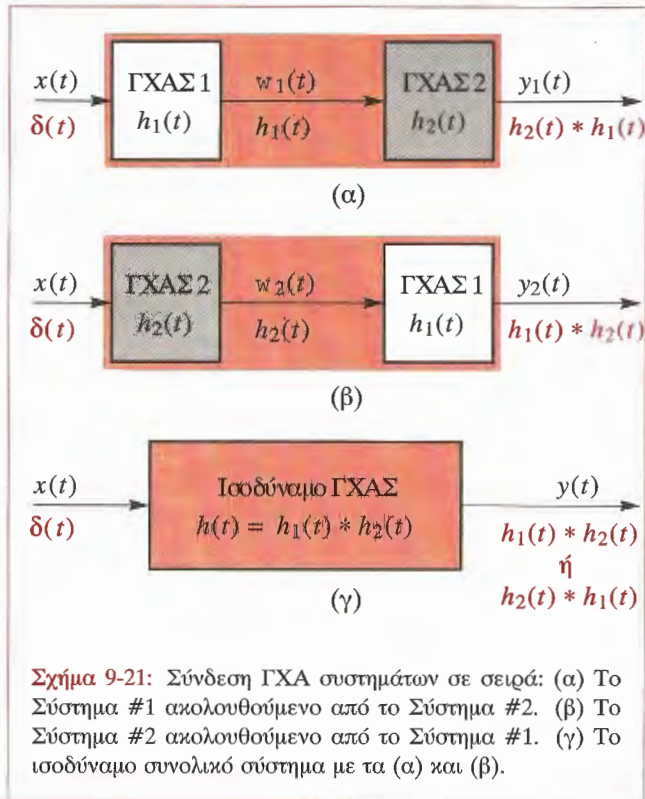 x(t) ΓΧΑΣ 1 w₁(t) ΓΧΑΣ 2 y₁(t)
δ(t) h₁(t) h₁(t) h₂(t) h₂(t) * h₁(t)
(α)
x(t) ΓΧΑΣ 2 w₂(t) ΓΧΑΣ 1 y₂(t)
δ(t) h₂(t) h₂(t) h₁(t) h₁(t) * h₂(t)
(β)
x(t) Ισοδύναμο ΓΧΑΣ y(t)
δ(t) h(t) = h₁(t) * h₂(t) h₁(t) * h₂(t)
ή
(γ) h₂(t) * h₁(t)
Σχήμα 9-21: Σύνδεση ΓΧΑ συστημάτων σε σειρά: (α) Το
Σύστημα #1 ακολουθούμενο από το Σύστημα #2. (β) Το
Σύστημα #2 ακολουθούμενο από το Σύστημα #1. (γ) Το
ισοδύναμο συνολικό σύστημα με τα (α) και (β).